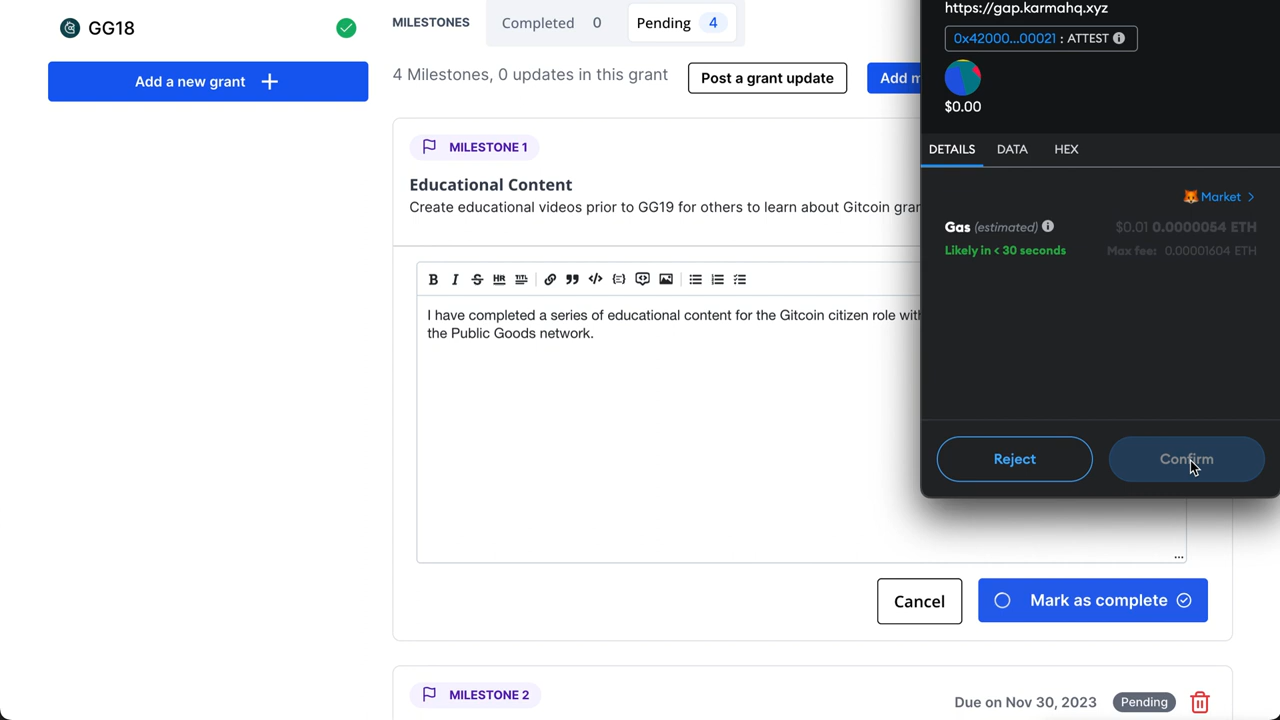 GG18
Add a new grant
MILESTONES
Completed 0
Pending 4
4 Milestones, 0 updates in this grant
Post a grant update
Add
MILESTONE 1
Educational Content
Create educational videos prior to GG19 for others to learn about Gitcoin
I have completed a series of educational content for the Gitcoin citizen role
the Public Goods network.
Cancel
Mark as complete
MILESTONE 2
Due on Nov 30, 2023
Pending
https://gap.karmahq.xyz
0x42000...00021 : ATTEST
$0.00
DETAILS
DATA
HEX
Market >
Gas (estimated)
$0.01 0.0000054 ETH
Likely in < 30 seconds
Max fee: 0.00001604 ETH
Reject
Confirm